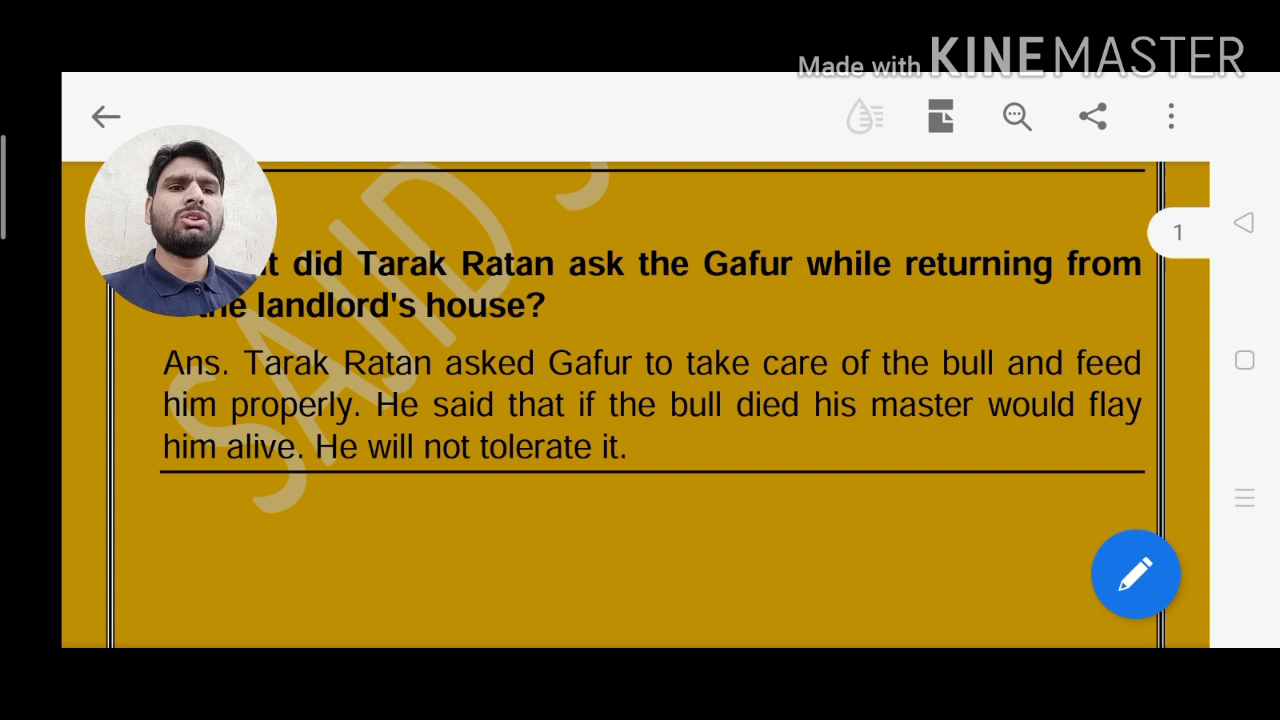 Made with KINEMASTER
1
did Tarak Ratan ask the Gafur while returning from
the landlord's house?
Ans. Tarak Ratan asked Gafur to take care of the bull and feed
him properly. He said that if the bull died his master would flay
him alive. He will not tolerate it.
SAJID